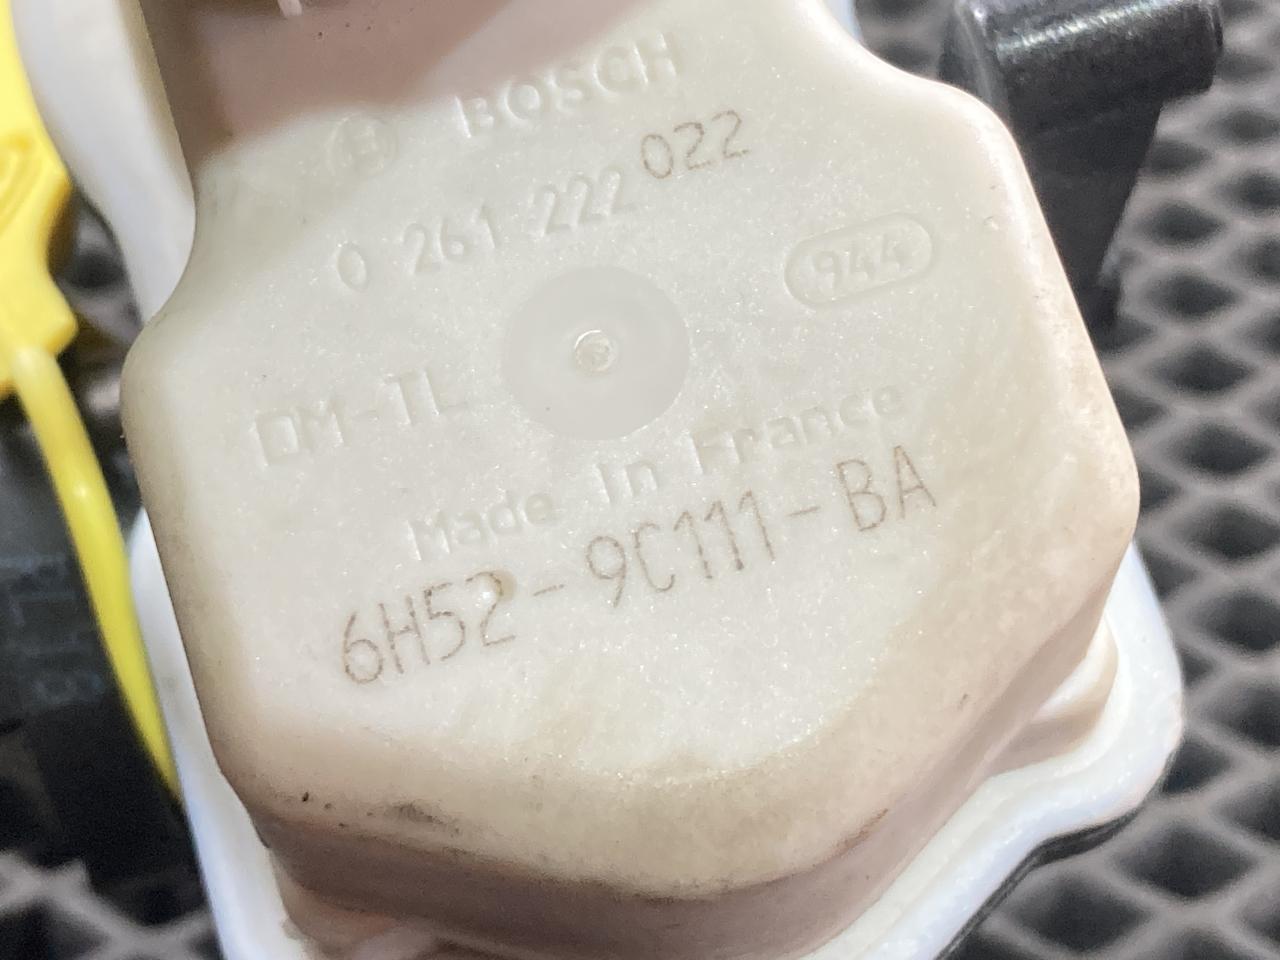 BOSCH
0 261 222 022
944
DM-TL
Made In France
6H52-9C111-BA